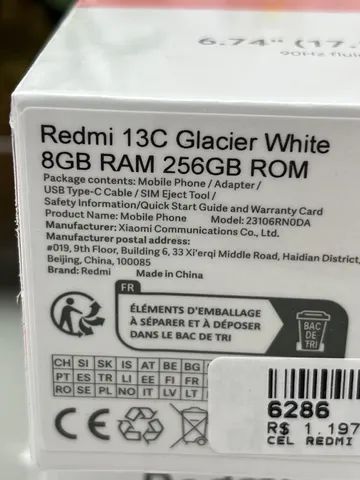 6.74" (17.
90Hz flui
Redmi 13C Glacier White
8GB RAM 256GB ROM
Package contents: Mobile Phone / Adapter /
USB Type-C Cable / SIM Eject Tool /
Safety Information/Quick Start Guide and Warranty Card
Product Name: Mobile Phone Model: 23106RN0DA
Manufacturer: Xiaomi Communications Co., Ltd.
Manufacturer postal address:
#019, 9th Floor, Building 6, 33 Xi'erqi Middle Road, Haidian District,
Beijing, China, 100085
Brand: Redmi Made in China
FR
ÉLÉMENTS D'EMBALLAGE
À SÉPARER ET À DÉPOSER
DANS LE BAC DE TRI
BAC
DE
TRI
CH SI SK IS AT BE BG
PT ES TR LI EE FI FR
RO SE PL NO IT LV LT
CE
6286
R$ 1.197
CEL REDMI